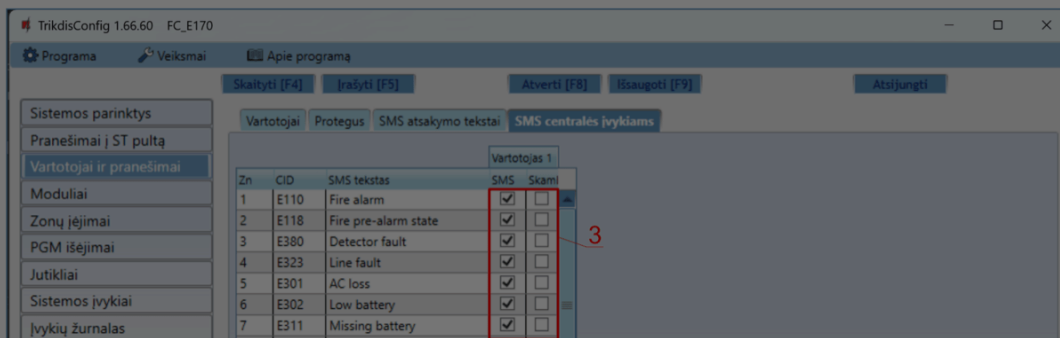 TrikdisConfig 1.66.60 FC_E170
Programa Veiksmai Apie programą
Skaityti [F4] Įrašyti [F5] Atverti [F8] Išsaugoti [F9] Atsijungti
Sistemos parinktys
Pranešimai į ST pultą
Vartotojai ir pranešimai
Moduliai
Zonų įėjimai
PGM išėjimai
Jutikliai
Sistemos įvykiai
Įvykių žurnalas
Vartotojai Protegus SMS atsakymo tekstai SMS centralės įvykiams
Vartotojas 1
Zn CID SMS tekstas SMS Skaml
1 E110 Fire alarm
2 E118 Fire pre-alarm state
3 E380 Detector fault
4 E323 Line fault
5 E301 AC loss
6 E302 Low battery
7 E311 Missing battery
3